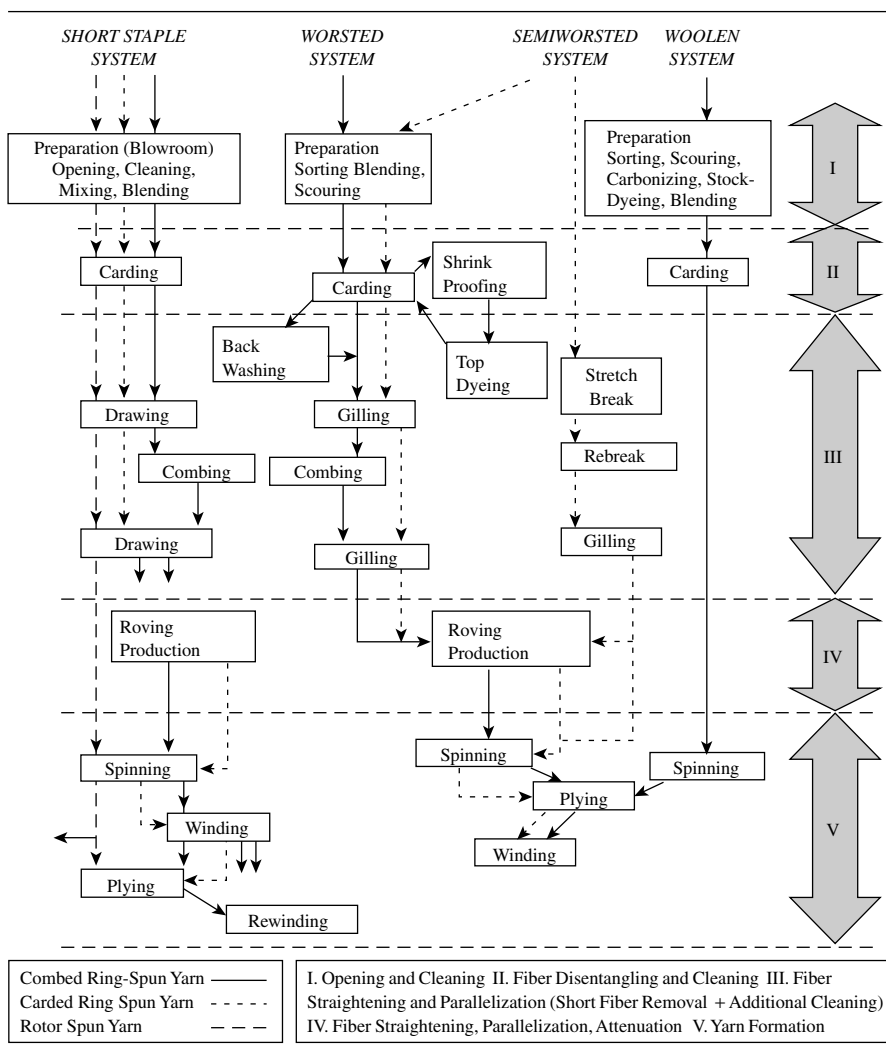 SHORT STAPLE
SYSTEM
WORSTED
SYSTEM
SEMIWORSTED
SYSTEM
WOOLEN
SYSTEM
Preparation (Blowroom)
Opening, Cleaning,
Mixing, Blending
Preparation
Sorting Blending,
Scouring
Preparation
Sorting, Scouring,
Carbonizing, Stock-
Dyeing, Blending
I
Carding
Carding
Shrink
Proofing
Carding
II
Back
Washing
Top
Dyeing
Stretch
Break
Drawing
Gilling
Combing
Combing
Rebreak
III
Drawing
Gilling
Gilling
Roving
Production
Roving
Production
IV
Spinning
Spinning
Spinning
Plying
Winding
Winding
V
Plying
Rewinding
Combed Ring-Spun Yarn
Carded Ring Spun Yarn
Rotor Spun Yarn
I. Opening and Cleaning II. Fiber Disentangling and Cleaning III. Fiber
Straightening and Parallelization (Short Fiber Removal + Additional Cleaning)
IV. Fiber Straightening, Parallelization, Attenuation V. Yarn Formation